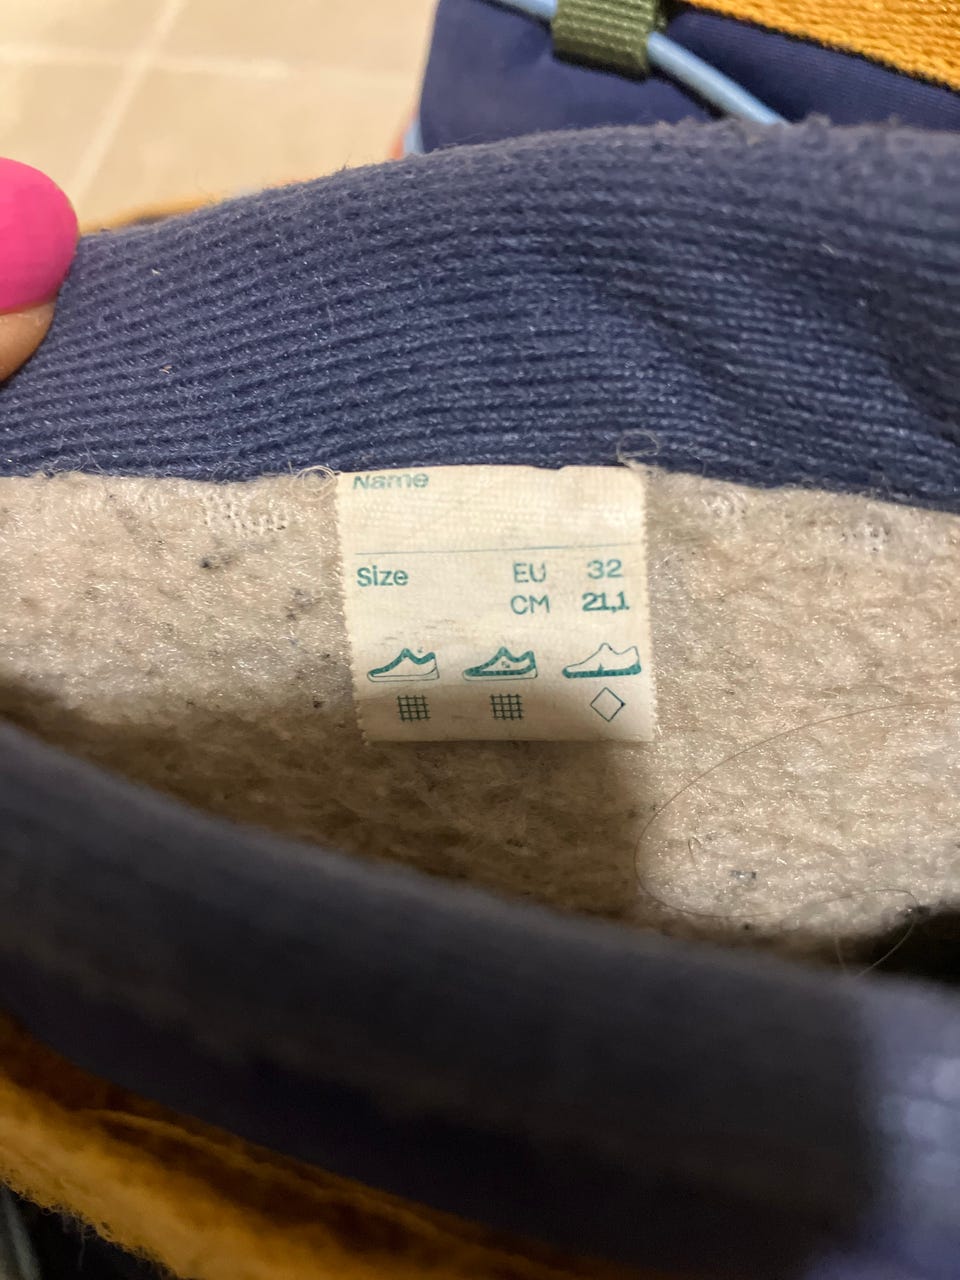 Name
Size EU 32
CM 21,1